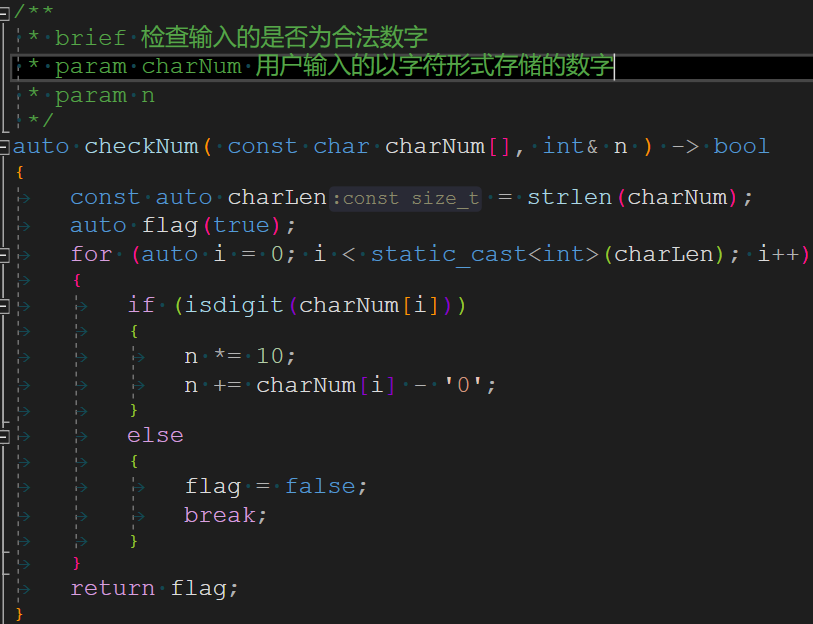 /**
* brief 检查输入的是否为合法数字
* param charNum 用户输入的以字符形式存储的数字
* param n
*/
auto checkNum( const char charNum[], int& n ) -> bool
{
const auto charLen:const size_t = strlen(charNum);
auto flag(true);
for (auto i = 0; i < static_cast<int>(charLen); i++)
{
if (isdigit(charNum[i]))
{
n *= 10;
n += charNum[i] - '0';
}
else
{
flag = false;
break;
}
}
return flag;
}